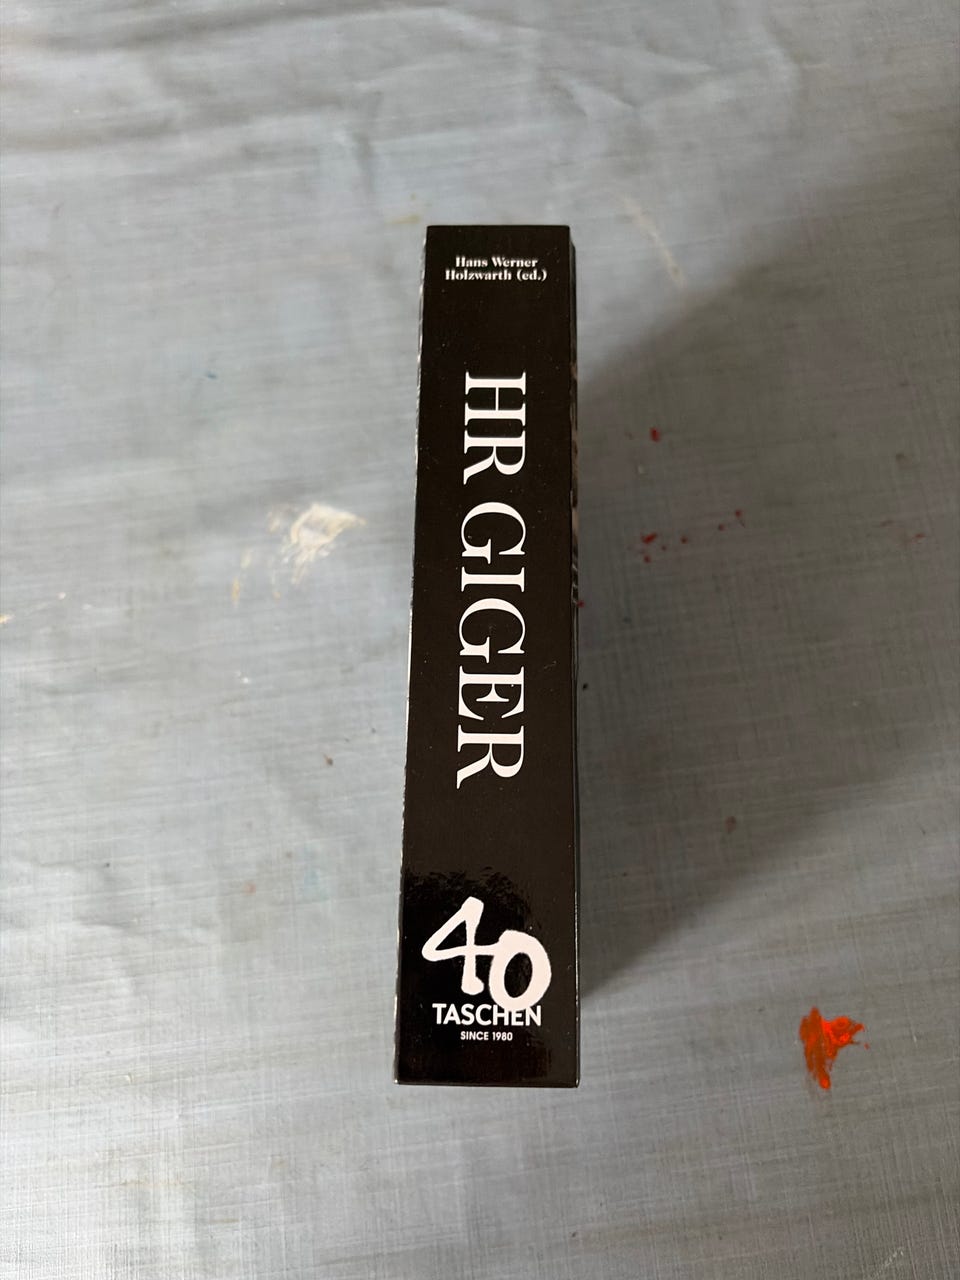 Hans Werner
Holzwarth (ed.)
HR GIGER
40
TASCHEN
SINCE 1980